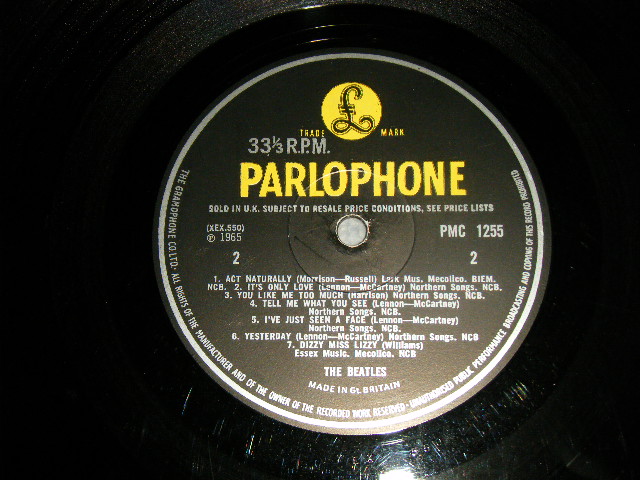 £
TRADE MARK
33⅓ R.P.M.
PARLOPHONE
SOLD IN U.K. SUBJECT TO RESALE PRICE CONDITIONS, SEE PRICE LISTS
(XEX.550) PMC 1255
℗ 1965
2 2
1. ACT NATURALLY (Morrison—Russell) Lark Mus. Mecolico. BIEM.
NCB. 2. IT'S ONLY LOVE (Lennon—McCartney) Northern Songs. NCB.
3. YOU LIKE ME TOO MUCH (Harrison) Northern Songs. NCB.
4. TELL ME WHAT YOU SEE (Lennon—McCartney)
Northern Songs. NCB.
5. I'VE JUST SEEN A FACE (Lennon—McCartney)
Northern Songs. NCB.
6. YESTERDAY (Lennon—McCartney) Northern Songs. NCB
7. DIZZY MISS LIZZY (Williams)
Essex Music. Mecolico. NCB
THE BEATLES
MADE IN Gt. BRITAIN
THE GRAMOPHONE CO. LTD. ALL RIGHTS OF THE MANUFACTURER AND OF THE OWNER OF THE RECORDED WORK RESERVED · UNAUTHORISED PUBLIC PERFORMANCE BROADCASTING AND COPYING OF THIS RECORD PROHIBITED